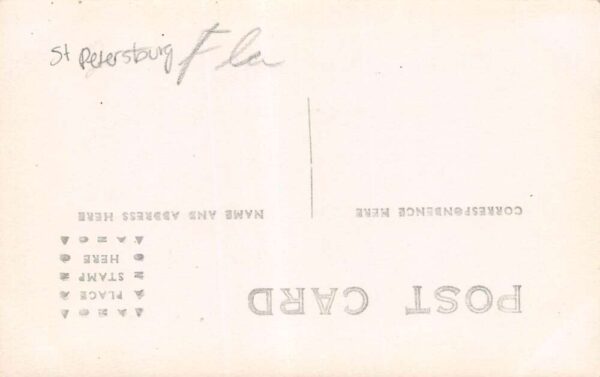 St Petersburg Fla
POST CARD
CORRESPONDENCE HERE
NAME AND ADDRESS HERE
PLACE
STAMP
HERE